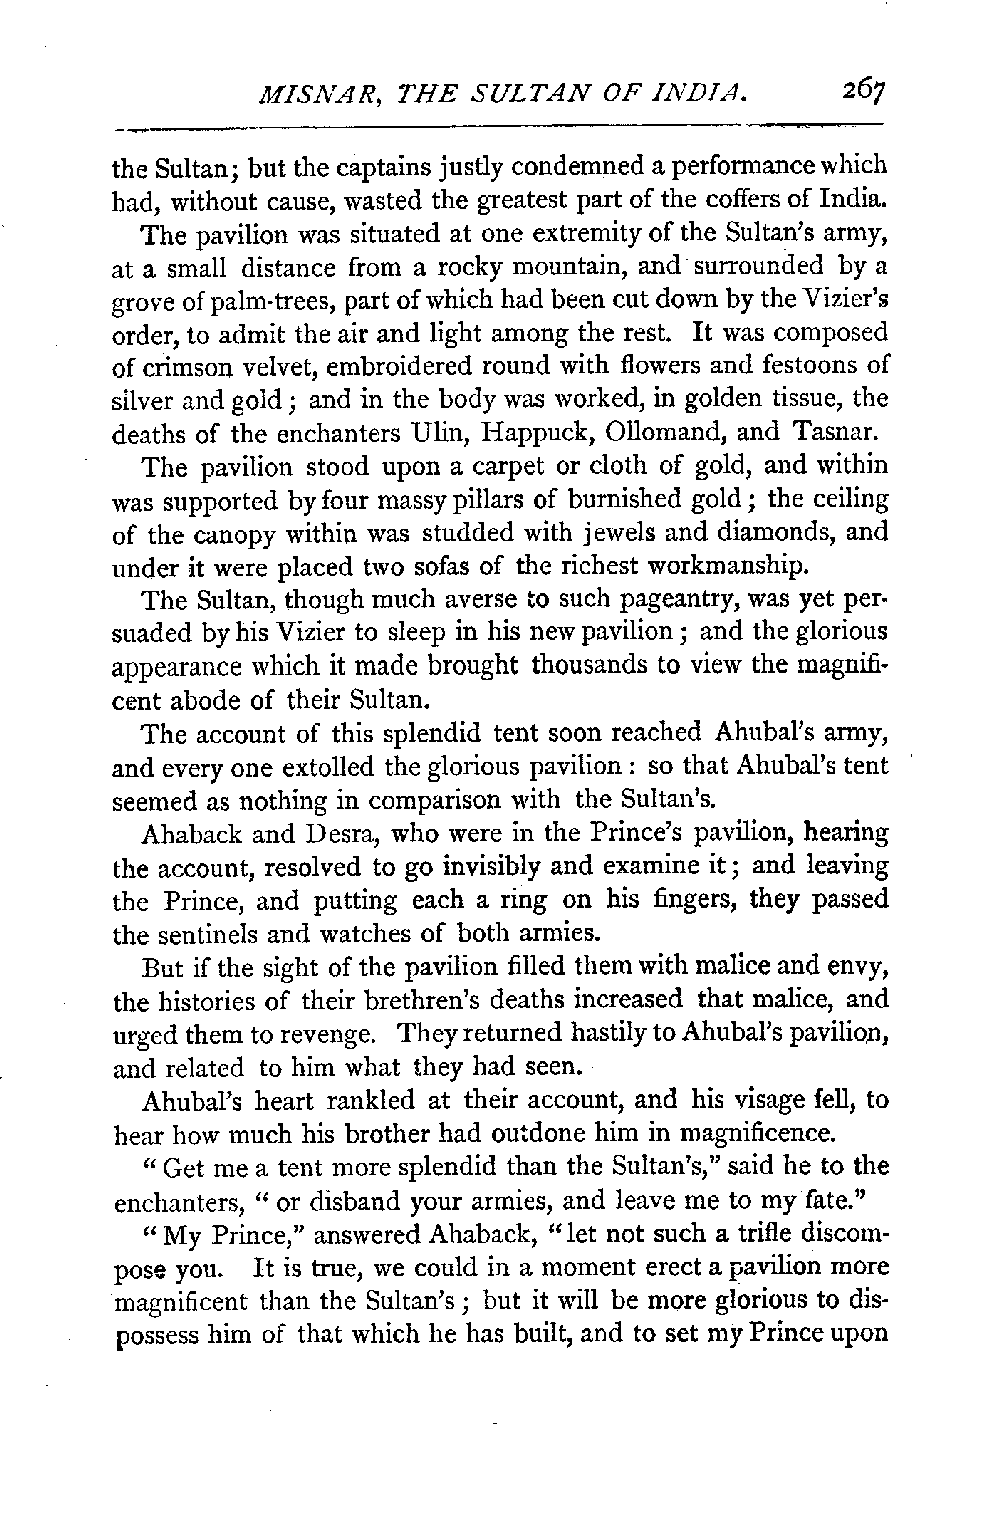 MISNAR, THE SULTAN OF INDIA. 267
the Sultan; but the captains justly condemned a performance which
had, without cause, wasted the greatest part of the coffers of India.
The pavilion was situated at one extremity of the Sultan's army,
at a small distance from a rocky mountain, and surrounded by a
grove of palm-trees, part of which had been cut down by the Vizier's
order, to admit the air and light among the rest. It was composed
of crimson velvet, embroidered round with flowers and festoons of
silver and gold; and in the body was worked, in golden tissue, the
deaths of the enchanters Ulin, Happuck, Ollomand, and Tasnar.
The pavilion stood upon a carpet or cloth of gold, and within
was supported by four massy pillars of burnished gold; the ceiling
of the canopy within was studded with jewels and diamonds, and
under it were placed two sofas of the richest workmanship.
The Sultan, though much averse to such pageantry, was yet per-
suaded by his Vizier to sleep in his new pavilion; and the glorious
appearance which it made brought thousands to view the magnifi-
cent abode of their Sultan.
The account of this splendid tent soon reached Ahubal's army,
and every one extolled the glorious pavilion: so that Ahubal's tent
seemed as nothing in comparison with the Sultan's.
Ahaback and Desra, who were in the Prince's pavilion, hearing
the account, resolved to go invisibly and examine it; and leaving
the Prince, and putting each a ring on his fingers, they passed
the sentinels and watches of both armies.
But if the sight of the pavilion filled them with malice and envy,
the histories of their brethren's deaths increased that malice, and
urged them to revenge. They returned hastily to Ahubal's pavilion,
and related to him what they had seen.
Ahubal's heart rankled at their account, and his visage fell, to
hear how much his brother had outdone him in magnificence.
"Get me a tent more splendid than the Sultan's," said he to the
enchanters, "or disband your armies, and leave me to my fate."
"My Prince," answered Ahaback, "let not such a trifle discom-
pose you. It is true, we could in a moment erect a pavilion more
magnificent than the Sultan's; but it will be more glorious to dis-
possess him of that which he has built, and to set my Prince upon